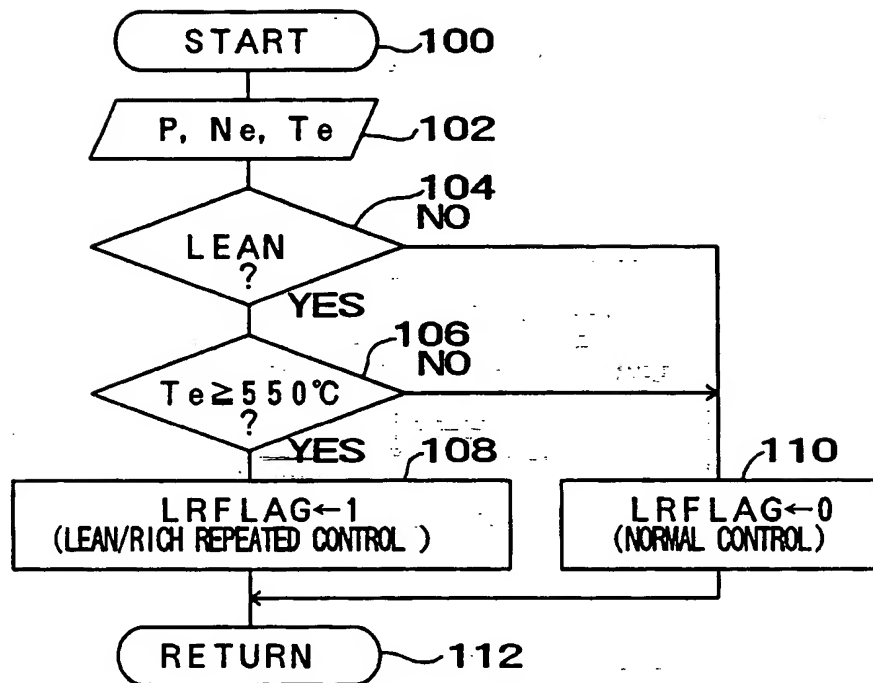 START 100
P, Ne, Te 102
104
NO
LEAN
?
YES
106
NO
Te≧550℃
?
YES
108
110
LRFLAG←1
(LEAN/RICH REPEATED CONTROL )
LRFLAG←0
(NORMAL CONTROL)
RETURN 112